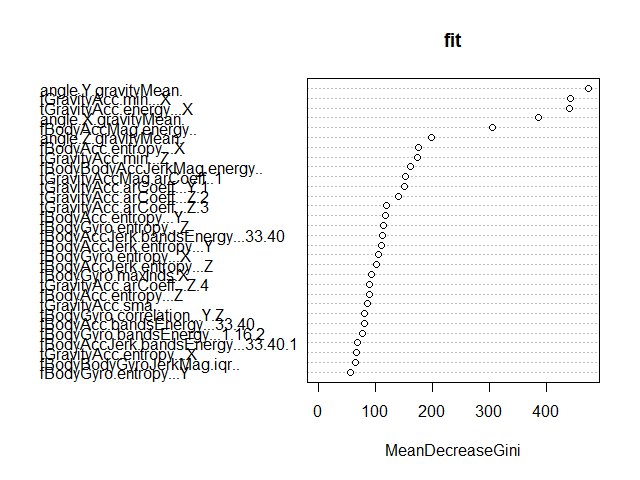 fit
angle.Y.gravityMean.
tGravityAcc.min...X
tGravityAcc.energy...X
angle.X.gravityMean.
fBodyAccMag.energy..
angle.Z.gravityMean.
fBodyAcc.entropy...X
tGravityAcc.min...Z
fBodyBodyAccJerkMag.energy..
tGravityAccMag.arCoeff..1
tGravityAcc.arCoeff...Y.1
tGravityAcc.arCoeff...Z.2
tGravityAcc.arCoeff...Z.3
fBodyAcc.entropy...Y
fBodyGyro.entropy...Z
fBodyAccJerk.bandsEnergy...33.40
fBodyAccJerk.entropy...Y
fBodyGyro.entropy...X
fBodyAccJerk.entropy...Z
fBodyGyro.maxInds.X
tGravityAcc.arCoeff...Z.4
fBodyAcc.entropy...Z
tGravityAcc.sma..
fBodyGyro.correlation...Y.Z
fBodyAcc.bandsEnergy...33.40
fBodyGyro.bandsEnergy...1.16.2
fBodyAccJerk.bandsEnergy...33.40.1
tGravityAcc.entropy...X
fBodyBodyGyroJerkMag.iqr..
fBodyGyro.entropy...Y
0 100 200 300 400
MeanDecreaseGini